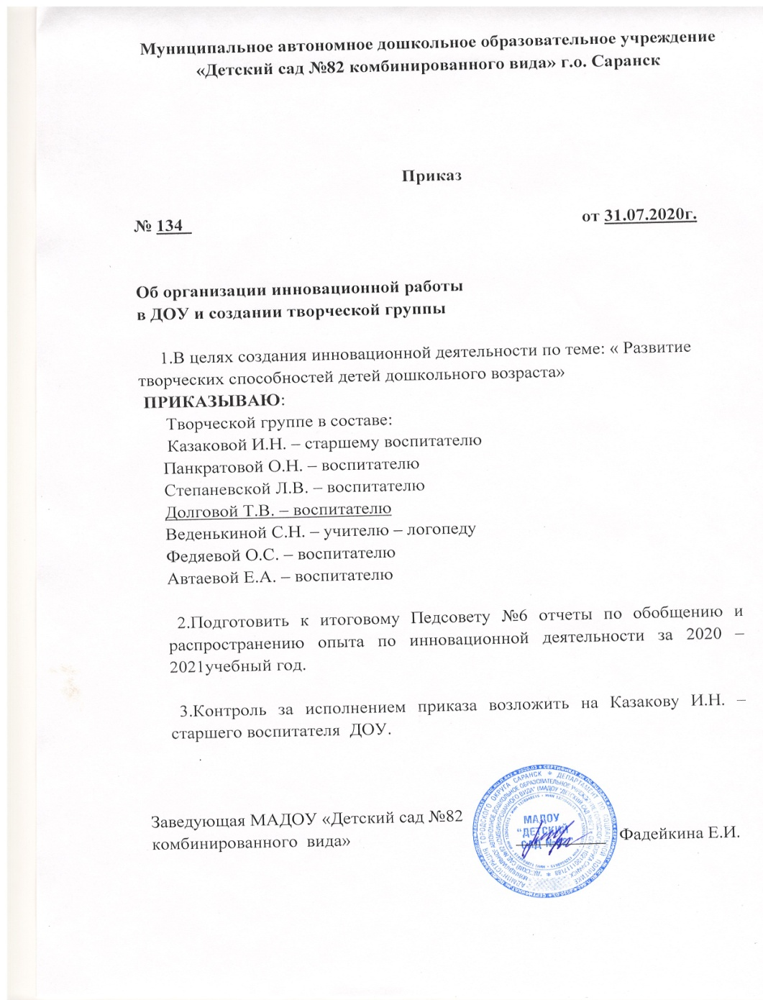 Муниципальное автономное дошкольное образовательное учреждение
«Детский сад №82 комбинированного вида» г.о. Саранск
Приказ
№ 134 от 31.07.2020г.
Об организации инновационной работы
в ДОУ и создании творческой группы
1.В целях создания инновационной деятельности по теме: « Развитие
творческих способностей детей дошкольного возраста»
ПРИКАЗЫВАЮ:
Творческой группе в составе:
Казаковой И.Н. – старшему воспитателю
Панкратовой О.Н. – воспитателю
Степаневской Л.В. – воспитателю
Долговой Т.В. – воспитателю
Веденькиной С.Н. – учителю – логопеду
Федяевой О.С. – воспитателю
Автаевой Е.А. – воспитателю
2.Подготовить к итоговому Педсовету №6 отчеты по обобщению и
распространению опыта по инновационной деятельности за 2020 –
2021учебный год.
3.Контроль за исполнением приказа возложить на Казакову И.Н. –
старшего воспитателя ДОУ.
Заведующая МАДОУ «Детский сад №82
комбинированного вида» Фадейкина Е.И.
МАДОУ
"ДЕТСКИЙ
САД